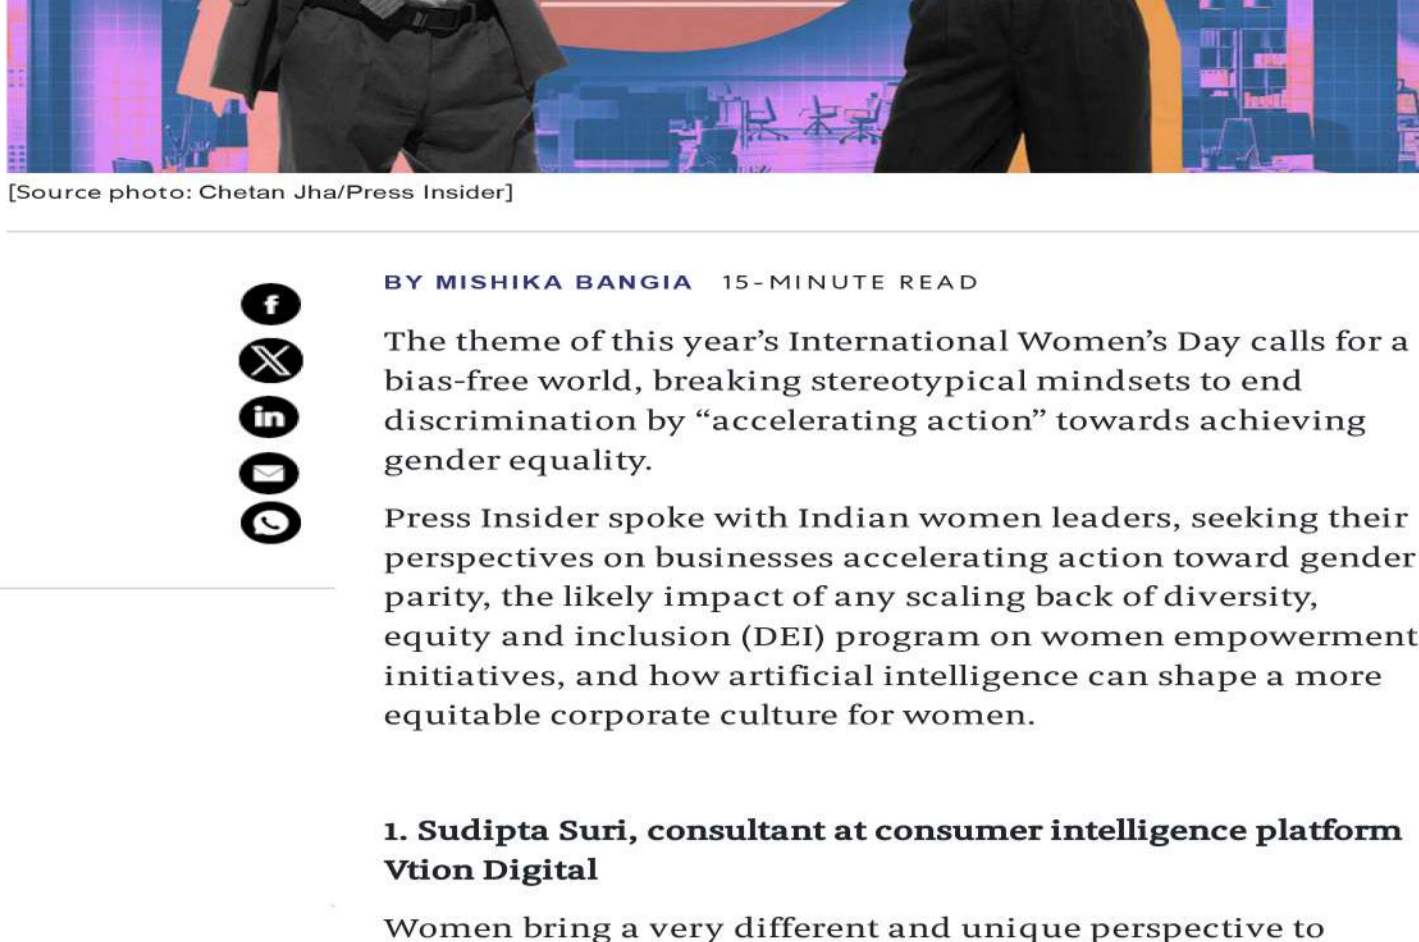 [Source photo: Chetan Jha/Press Insider]
BY MISHIKA BANGIA 15-MINUTE READ
The theme of this year’s International Women’s Day calls for a
bias-free world, breaking stereotypical mindsets to end
discrimination by “accelerating action” towards achieving
gender equality.
Press Insider spoke with Indian women leaders, seeking their
perspectives on businesses accelerating action toward gender
parity, the likely impact of any scaling back of diversity,
equity and inclusion (DEI) program on women empowerment
initiatives, and how artificial intelligence can shape a more
equitable corporate culture for women.
1. Sudipta Suri, consultant at consumer intelligence platform
Vtion Digital
Women bring a very different and unique perspective to